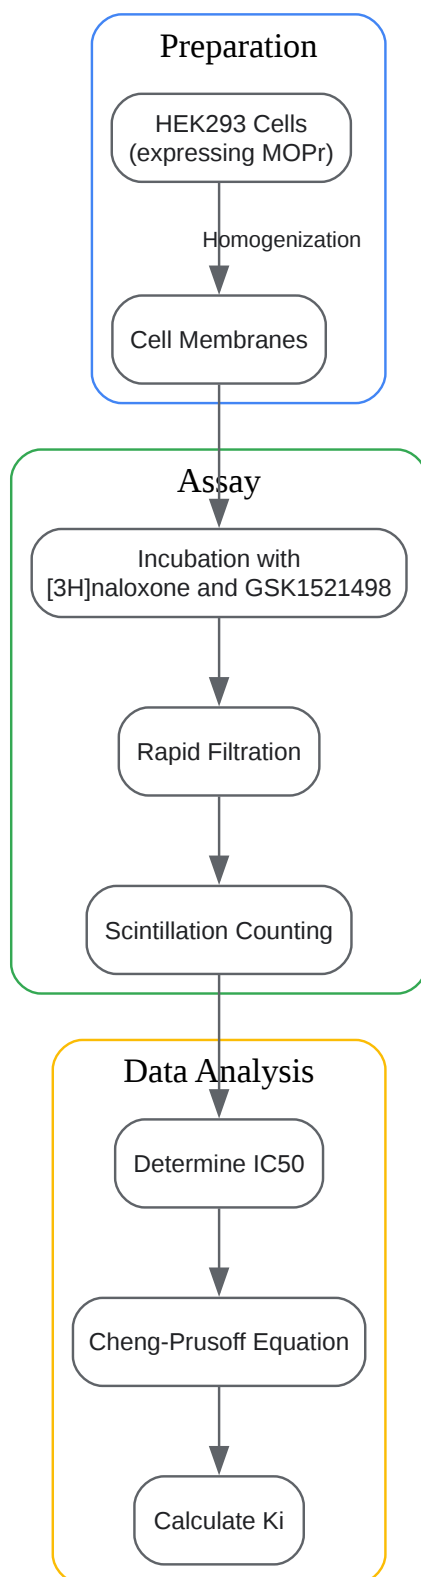 Preparation
HEK293 Cells
(expressing MOPr)
Homogenization
Cell Membranes
Assay
Incubation with
[3H]naloxone and GSK1521498
Rapid Filtration
Scintillation Counting
Data Analysis
Determine IC50
Cheng-Prusoff Equation
Calculate Ki